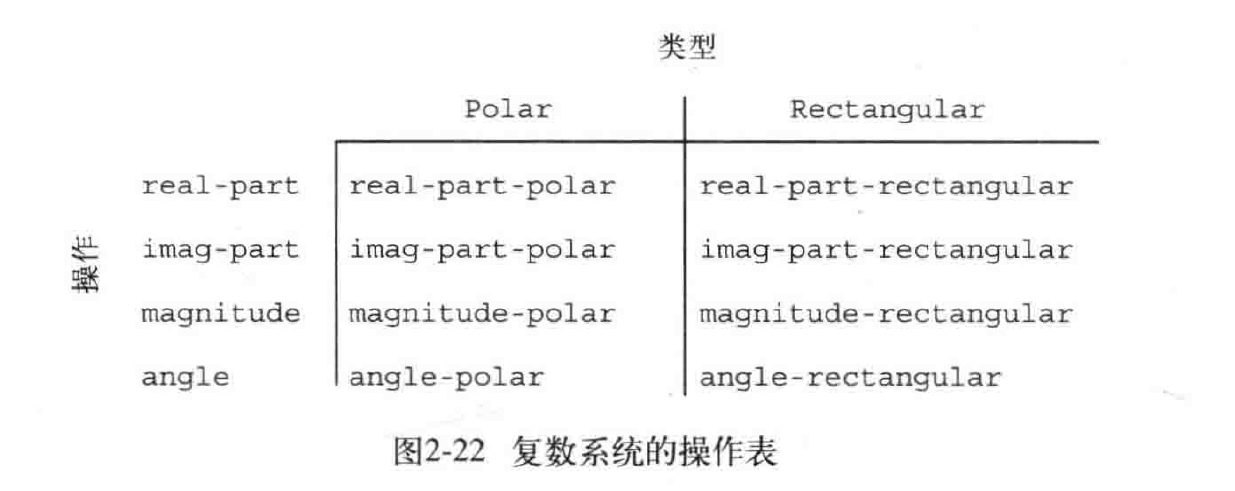 类型
Polar Rectangular
real-part real-part-polar real-part-rectangular
imag-part imag-part-polar imag-part-rectangular
操作
magnitude magnitude-polar magnitude-rectangular
angle angle-polar angle-rectangular
图2-22 复数系统的操作表